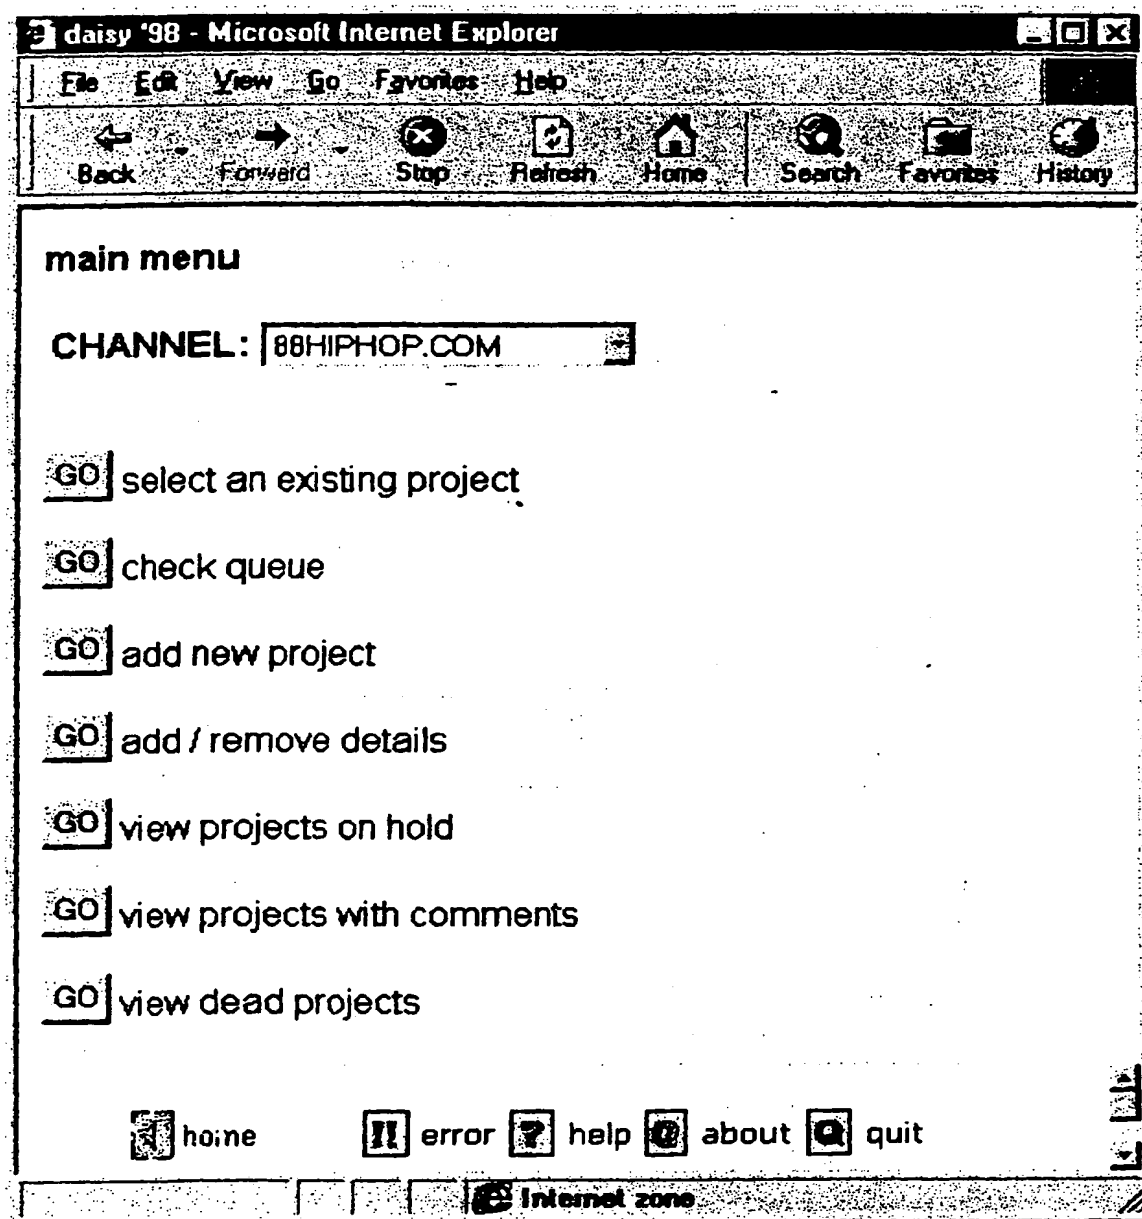 daisy '98 - Microsoft Internet Explorer
File Edit View Go Favorites Help
Back Forward Stop Refresh Home Search Favorites History
main menu
CHANNEL: 88HIPHOP.COM
GO select an existing project
GO check queue
GO add new project
GO add / remove details
GO view projects on hold
GO view projects with comments
GO view dead projects
home !! error ? help @ about Q quit
Internet zone